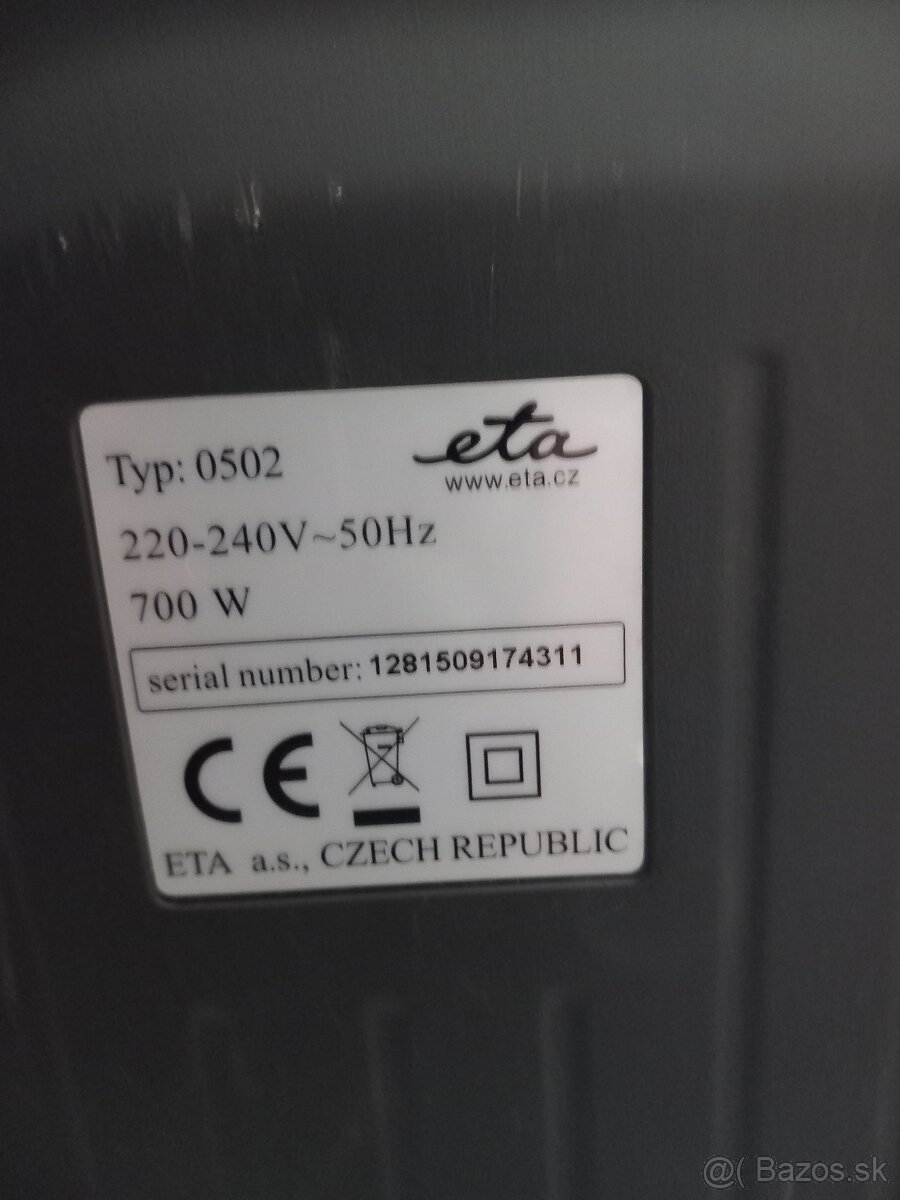 Typ: 0502
eta
www.eta.cz
220-240V~50Hz
700 W
serial number: 1281509174311
CE
ETA a.s., CZECH REPUBLIC
@( Bazos.sk